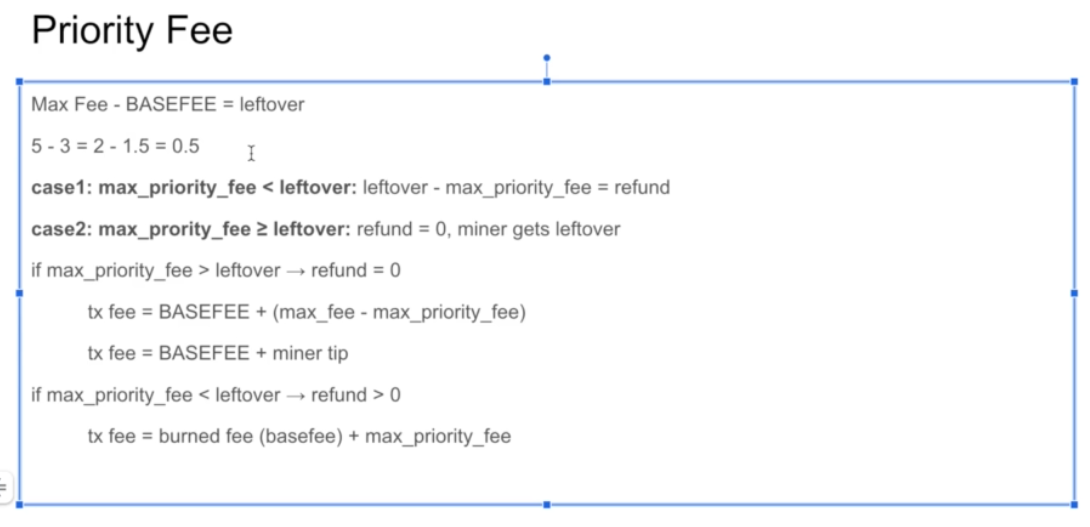 Priority Fee
Max Fee - BASEFEE = leftover
5 - 3 = 2 - 1.5 = 0.5
case1: max_priority_fee < leftover: leftover - max_priority_fee = refund
case2: max_prority_fee ≥ leftover: refund = 0, miner gets leftover
if max_priority_fee > leftover → refund = 0
tx fee = BASEFEE + (max_fee - max_priority_fee)
tx fee = BASEFEE + miner tip
if max_priority_fee < leftover → refund > 0
tx fee = burned fee (basefee) + max_priority_fee